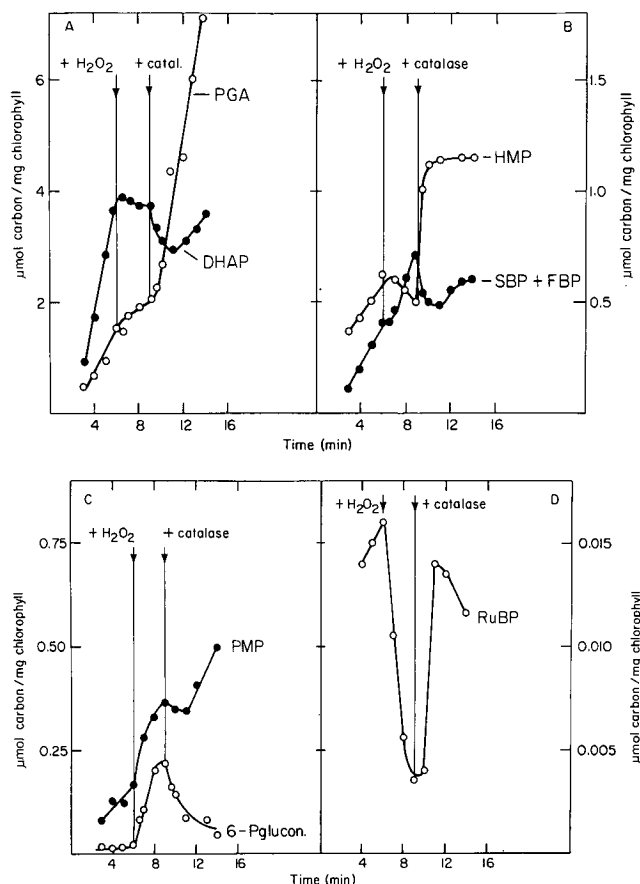 A
B
+ H₂O₂
+ catal.
+ H₂O₂
+ catalase
PGA
DHAP
HMP
SBP + FBP
6
4
2
1.5
1.0
0.5
μmol carbon/mg chlorophyll
μmol carbon/mg chlorophyll
4 8 12 16
4 8 12 16
Time (min)
C
D
+ H₂O₂
+ catalase
+ H₂O₂
+ catalase
PMP
6-Pglucon.
RuBP
0.75
0.50
0.25
0.015
0.010
0.005
μmol carbon/mg chlorophyll
μmol carbon/mg chlorophyll
4 8 12 16
4 8 12 16
Time (min)